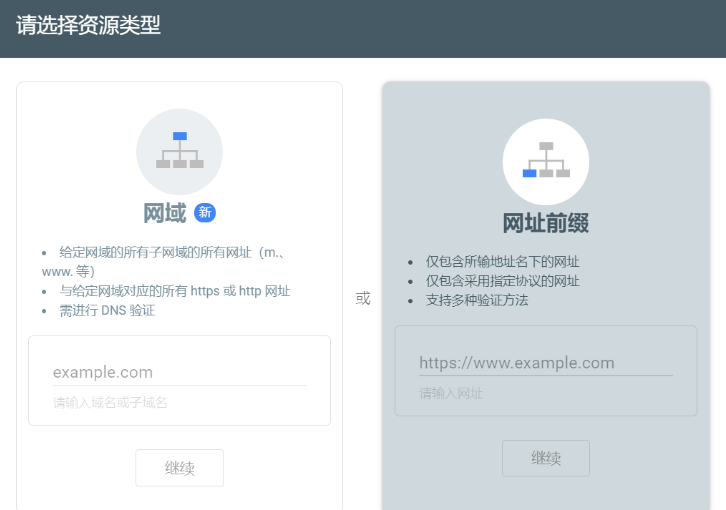 请选择资源类型
网域 新
• 给定网域的所有子网域的所有网址（m.、
www. 等）
• 与给定网域对应的所有 https 或 http 网址
• 需进行 DNS 验证
example.com
请输入域名或子域名
继续
或
网址前缀
• 仅包含所输地址名下的网址
• 仅包含采用指定协议的网址
• 支持多种验证方法
https://www.example.com
请输入网址
继续